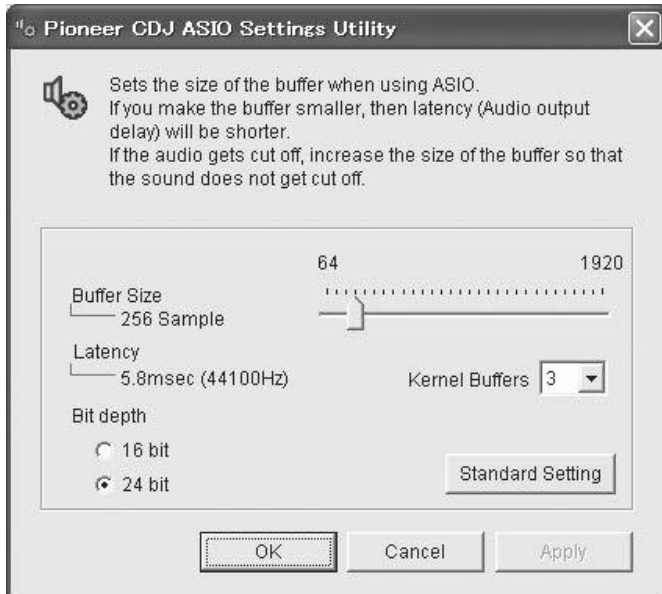 Pioneer CDJ ASIO Settings Utility
Sets the size of the buffer when using ASIO.
If you make the buffer smaller, then latency (Audio output
delay) will be shorter.
If the audio gets cut off, increase the size of the buffer so that
the sound does not get cut off.
64 1920
Buffer Size
256 Sample
Latency
5.8msec (44100Hz)
Kernel Buffers 3
Bit depth
16 bit
24 bit
Standard Setting
OK Cancel Apply